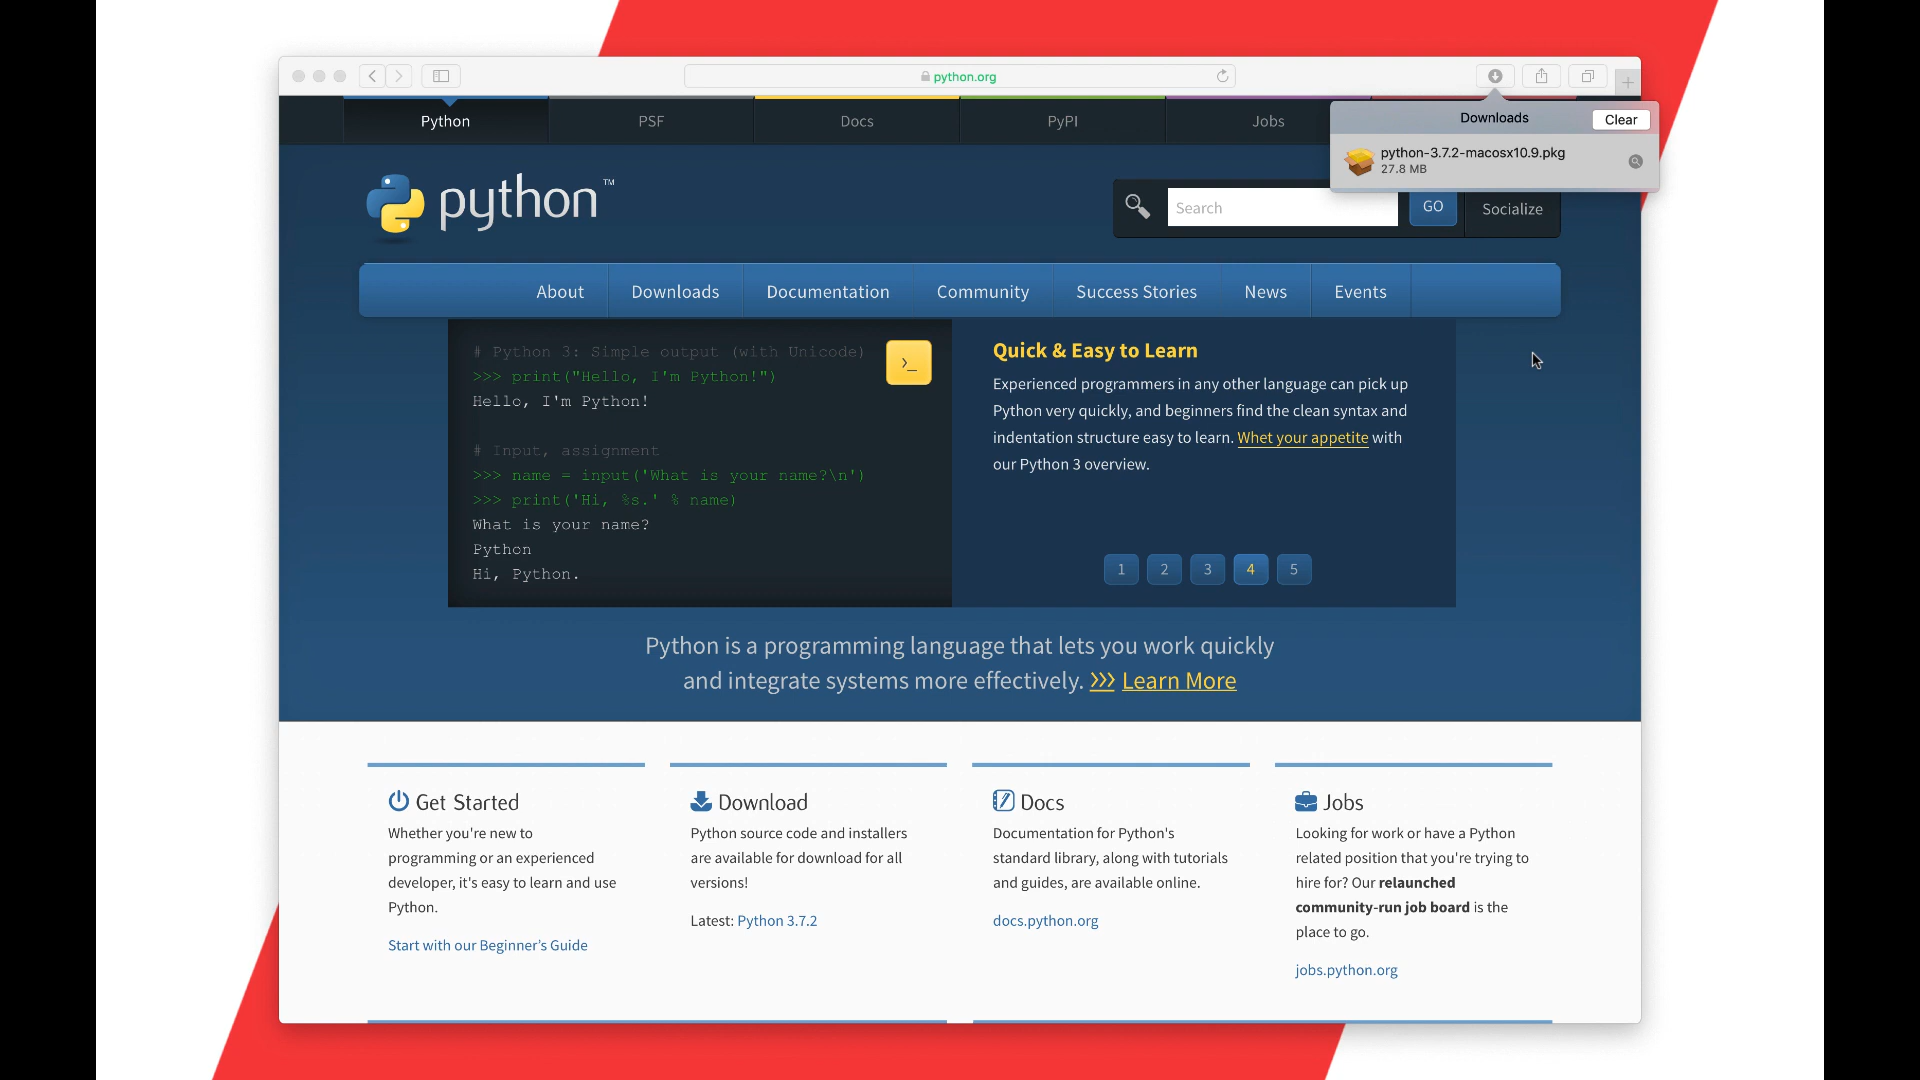 python.org
Python
PSF
Docs
PyPI
Jobs
Downloads
Clear
python-3.7.2-macosx10.9.pkg
27.8 MB
python™
Search
GO
Socialize
About
Downloads
Documentation
Community
Success Stories
News
Events
# Python 3: Simple output (with Unicode)
>>> print("Hello, I'm Python!")
Hello, I'm Python!
# Input, assignment
>>> name = input('What is your name?\n')
>>> print('Hi, %s.' % name)
What is your name?
Python
Hi, Python.
>_
Quick & Easy to Learn
Experienced programmers in any other language can pick up
Python very quickly, and beginners find the clean syntax and
indentation structure easy to learn. Whet your appetite with
our Python 3 overview.
1
2
3
4
5
Python is a programming language that lets you work quickly
and integrate systems more effectively. >>> Learn More
Get Started
Whether you're new to
programming or an experienced
developer, it's easy to learn and use
Python.
Start with our Beginner's Guide
Download
Python source code and installers
are available for download for all
versions!
Latest: Python 3.7.2
Docs
Documentation for Python's
standard library, along with tutorials
and guides, are available online.
docs.python.org
Jobs
Looking for work or have a Python
related position that you're trying to
hire for? Our relaunched
community-run job board is the
place to go.
jobs.python.org